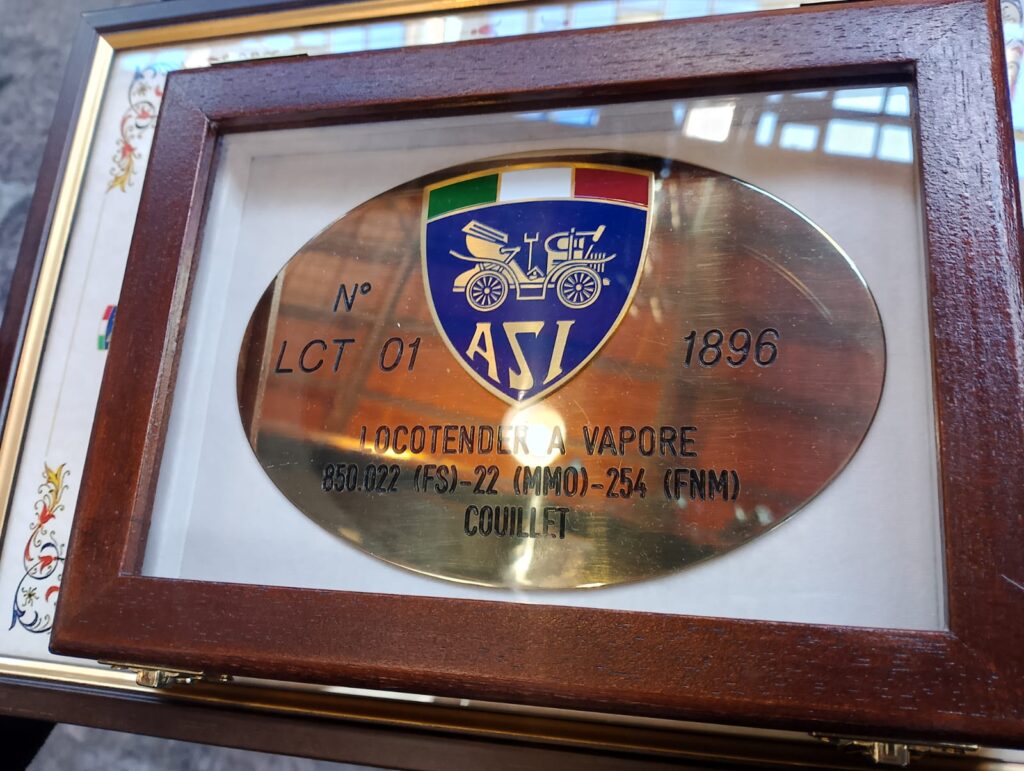 ASI
N°
LCT 01
1896
LOCOTENDER A VAPORE
850.022 (FS)-22 (MMO)-254 (FNM)
COUILLET